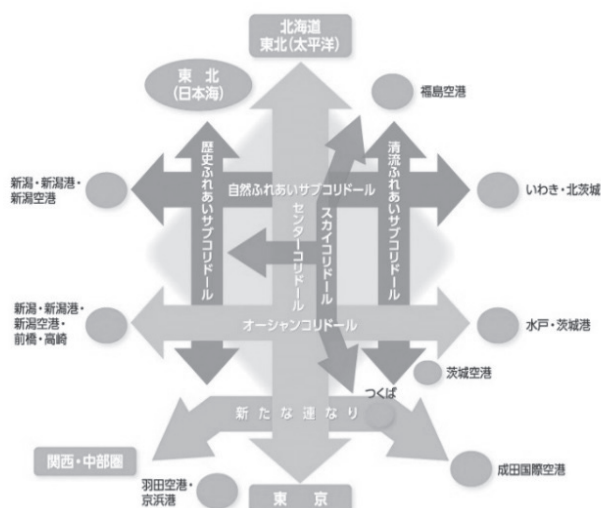 北海道
東北(太平洋)
東 北
(日本海)
福島空港
歴史ふれあいサブコリドール
清流ふれあいサブコリドール
新潟・新潟港・
新潟空港
自然ふれあいサブコリドール
いわき・北茨城
センターコリドール
スカイコリドール
新潟・新潟港・
新潟空港・
前橋・高崎
オーシャンコリドール
水戸・茨城港
茨城空港
つくば
新たな連なり
関西・中部圏
成田国際空港
羽田空港・
京浜港
東 京